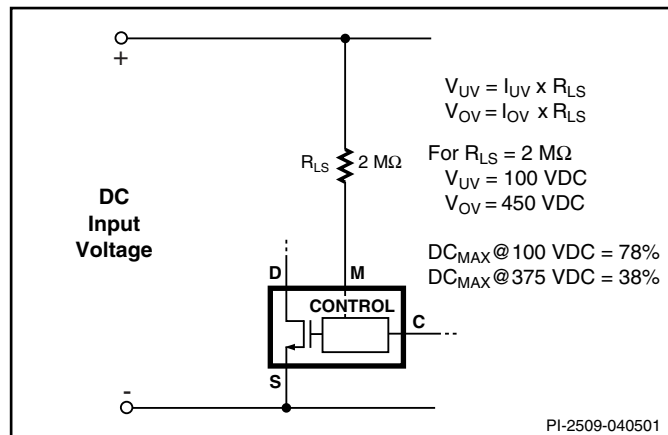 +
V_UV = I_UV x R_LS
V_OV = I_OV x R_LS
R_LS 2 MΩ
For R_LS = 2 MΩ
V_UV = 100 VDC
V_OV = 450 VDC
DC
Input
Voltage
DC_MAX@100 VDC = 78%
DC_MAX@375 VDC = 38%
D M
CONTROL
C
S
-
PI-2509-040501